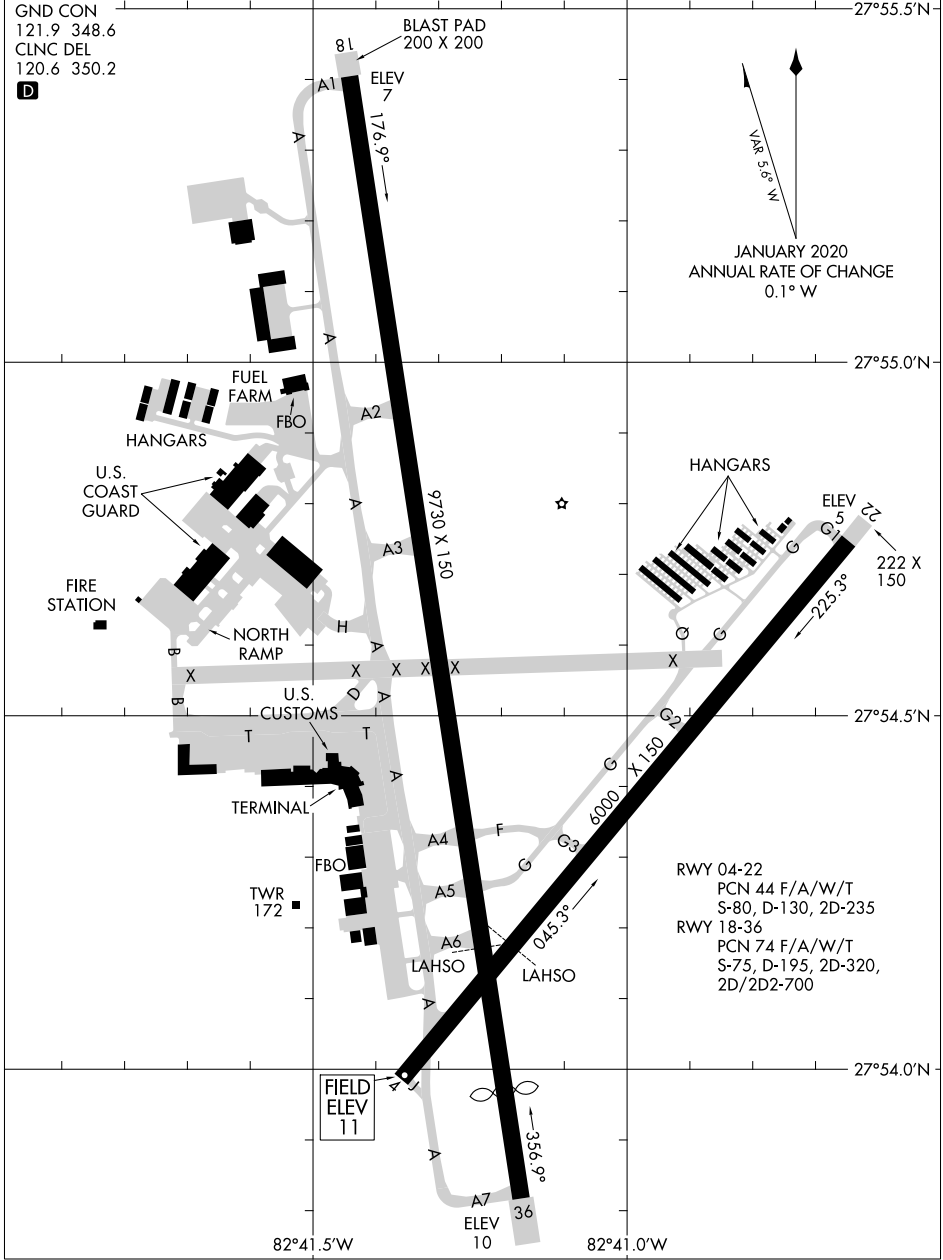 GND CON
121.9 348.6
CLNC DEL
120.6 350.2
D
BLAST PAD
200 X 200
18
27°55.5'N
A1
ELEV
7
176.9°
A
VAR 5.6° W
JANUARY 2020
ANNUAL RATE OF CHANGE
0.1° W
A
27°55.0'N
FUEL
FARM
FBO
A2
HANGARS
U.S.
COAST
GUARD
A
9730 X 150
HANGARS
ELEV
5
22
G1
G
222 X
150
A3
225.3°
FIRE
STATION
NORTH
RAMP
H
A
Q
G
B
X
X
X
X
X
X
B
D
A
U.S.
CUSTOMS
27°54.5'N
G2
T
T
A
G
6000 X 150
TERMINAL
A4
F
G3
FBO
G
A5
TWR
172
RWY 04-22
PCN 44 F/A/W/T
S-80, D-130, 2D-235
RWY 18-36
PCN 74 F/A/W/T
S-75, D-195, 2D-320,
2D/2D2-700
045.3°
A6
LAHSO
LAHSO
A
27°54.0'N
4
J
FIELD
ELEV
11
356.9°
A
A7
36
ELEV
10
82°41.5'W
82°41.0'W